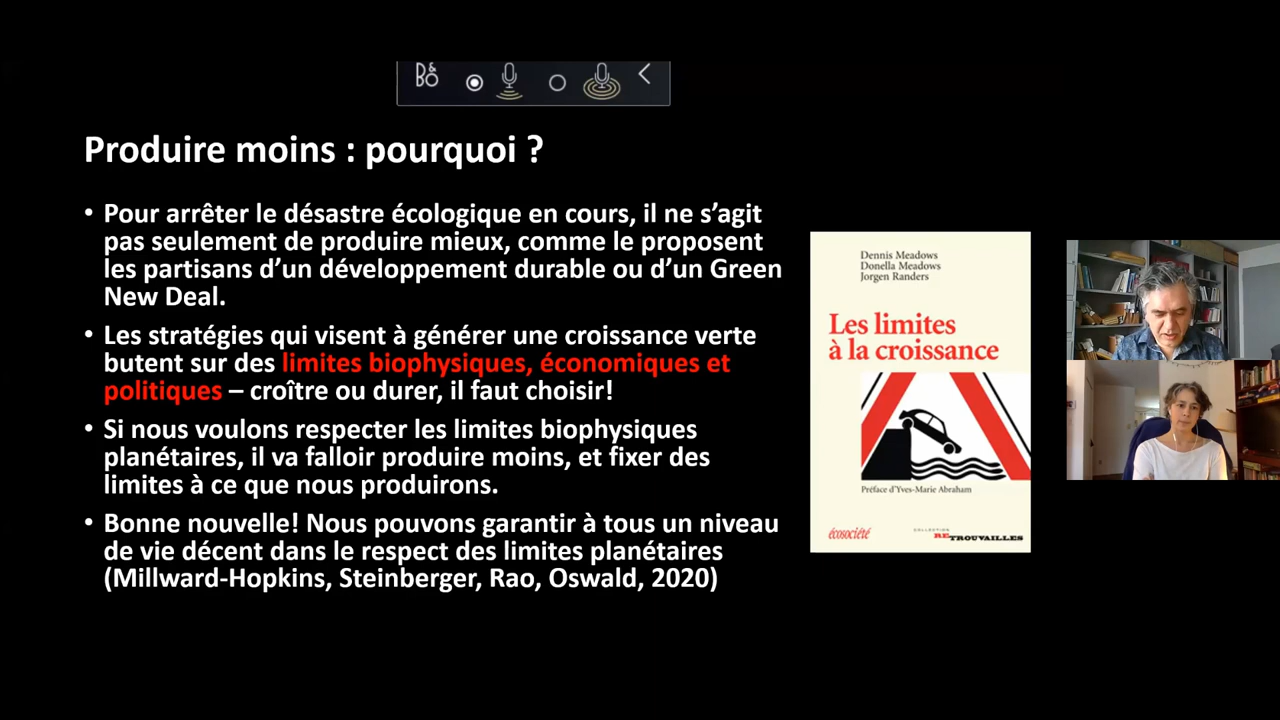 B&O
Produire moins : pourquoi ?
• Pour arrêter le désastre écologique en cours, il ne s’agit
pas seulement de produire mieux, comme le proposent
les partisans d’un développement durable ou d’un Green
New Deal.
• Les stratégies qui visent à générer une croissance verte
butent sur des limites biophysiques, économiques et
politiques – croître ou durer, il faut choisir!
• Si nous voulons respecter les limites biophysiques
planétaires, il va falloir produire moins, et fixer des
limites à ce que nous produirons.
• Bonne nouvelle! Nous pouvons garantir à tous un niveau
de vie décent dans le respect des limites planétaires
(Millward-Hopkins, Steinberger, Rao, Oswald, 2020)
Dennis Meadows
Donella Meadows
Jorgen Randers
Les limites
à la croissance
Préface d’Yves-Marie Abraham
écosociété
COLLECTION
RETROUVAILLES